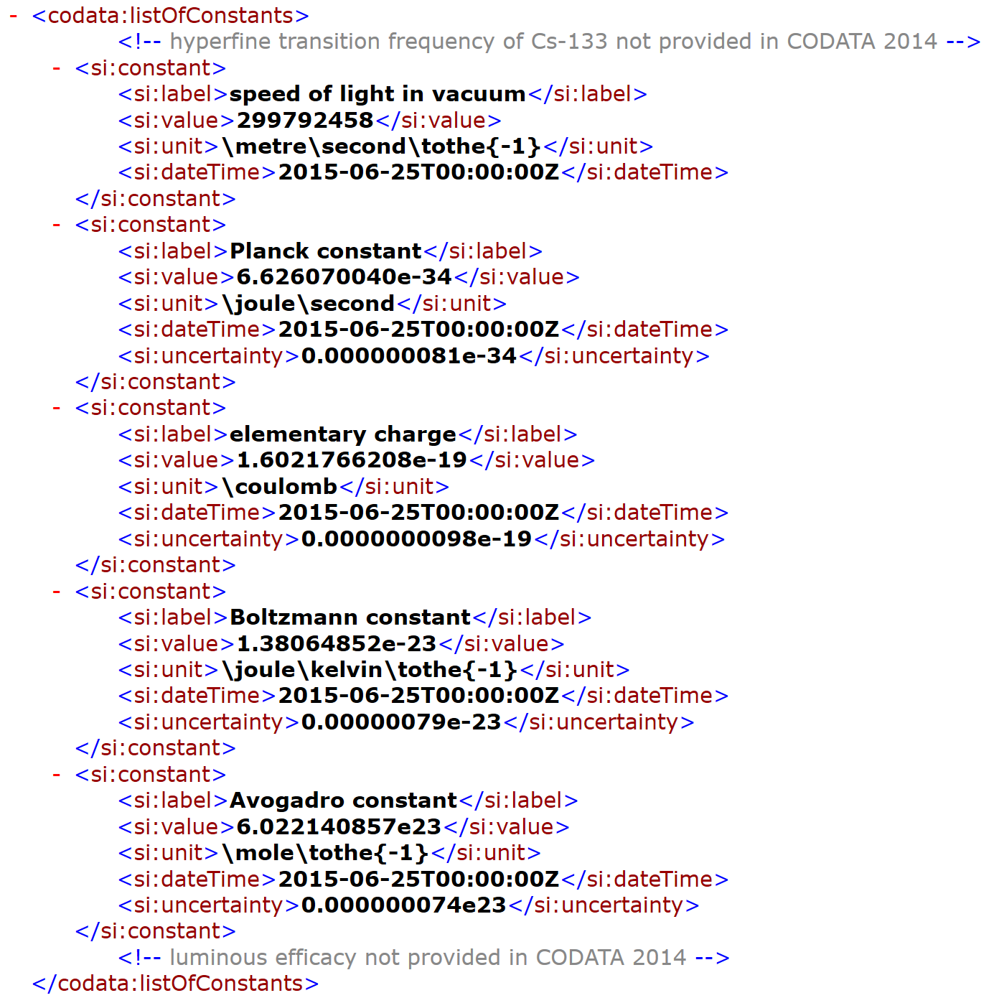 - <codata:listOfConstants>
<!-- hyperfine transition frequency of Cs-133 not provided in CODATA 2014 -->
- <si:constant>
<si:label>speed of light in vacuum</si:label>
<si:value>299792458</si:value>
<si:unit>\metre\second\tothe{-1}</si:unit>
<si:dateTime>2015-06-25T00:00:00Z</si:dateTime>
</si:constant>
- <si:constant>
<si:label>Planck constant</si:label>
<si:value>6.626070040e-34</si:value>
<si:unit>\joule\second</si:unit>
<si:dateTime>2015-06-25T00:00:00Z</si:dateTime>
<si:uncertainty>0.000000081e-34</si:uncertainty>
</si:constant>
- <si:constant>
<si:label>elementary charge</si:label>
<si:value>1.6021766208e-19</si:value>
<si:unit>\coulomb</si:unit>
<si:dateTime>2015-06-25T00:00:00Z</si:dateTime>
<si:uncertainty>0.0000000098e-19</si:uncertainty>
</si:constant>
- <si:constant>
<si:label>Boltzmann constant</si:label>
<si:value>1.38064852e-23</si:value>
<si:unit>\joule\kelvin\tothe{-1}</si:unit>
<si:dateTime>2015-06-25T00:00:00Z</si:dateTime>
<si:uncertainty>0.00000079e-23</si:uncertainty>
</si:constant>
- <si:constant>
<si:label>Avogadro constant</si:label>
<si:value>6.022140857e23</si:value>
<si:unit>\mole\tothe{-1}</si:unit>
<si:dateTime>2015-06-25T00:00:00Z</si:dateTime>
<si:uncertainty>0.000000074e23</si:uncertainty>
</si:constant>
<!-- luminous efficacy not provided in CODATA 2014 -->
</codata:listOfConstants>